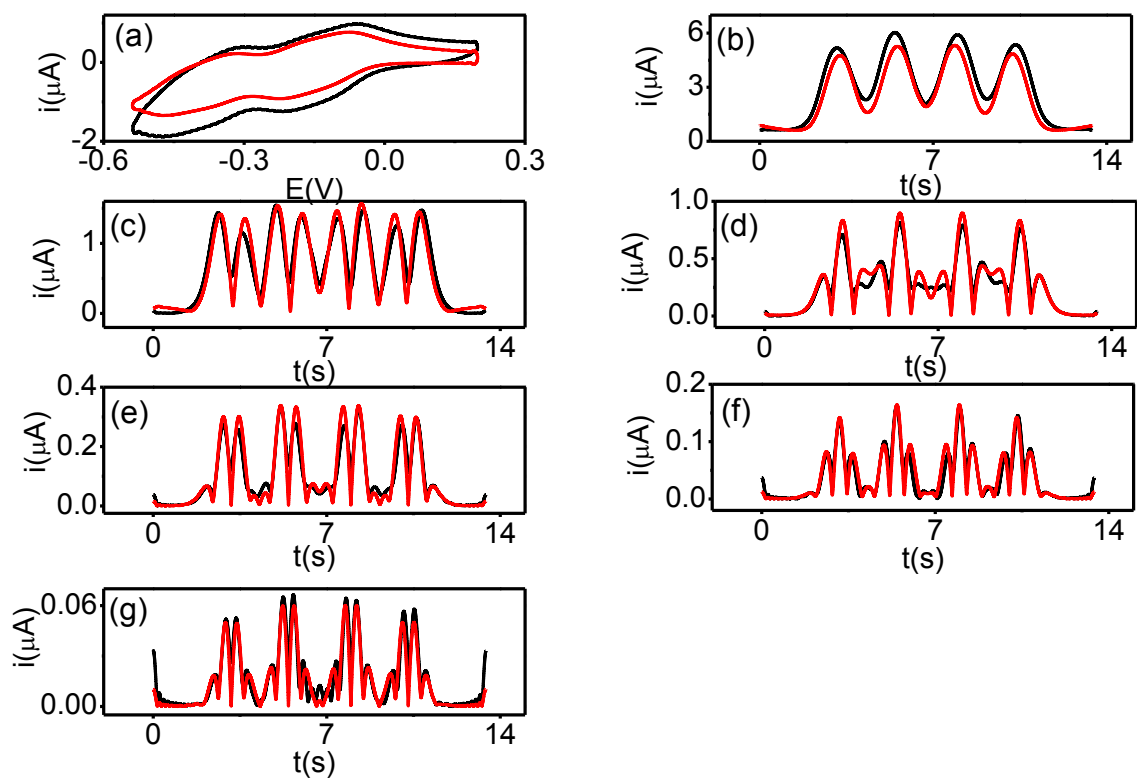 (a)
i(μA)
0
-2
-0.6
-0.3
0.0
0.3
E(V)
(b)
i(μA)
6
3
0
0
7
14
t(s)
(c)
i(μA)
1
0
0
7
14
t(s)
(d)
i(μA)
1.0
0.5
0.0
0
7
14
t(s)
(e)
i(μA)
0.4
0.2
0.0
0
7
14
t(s)
(f)
i(μA)
0.2
0.1
0.0
0
7
14
t(s)
(g)
i(μA)
0.06
0.00
0
7
14
t(s)